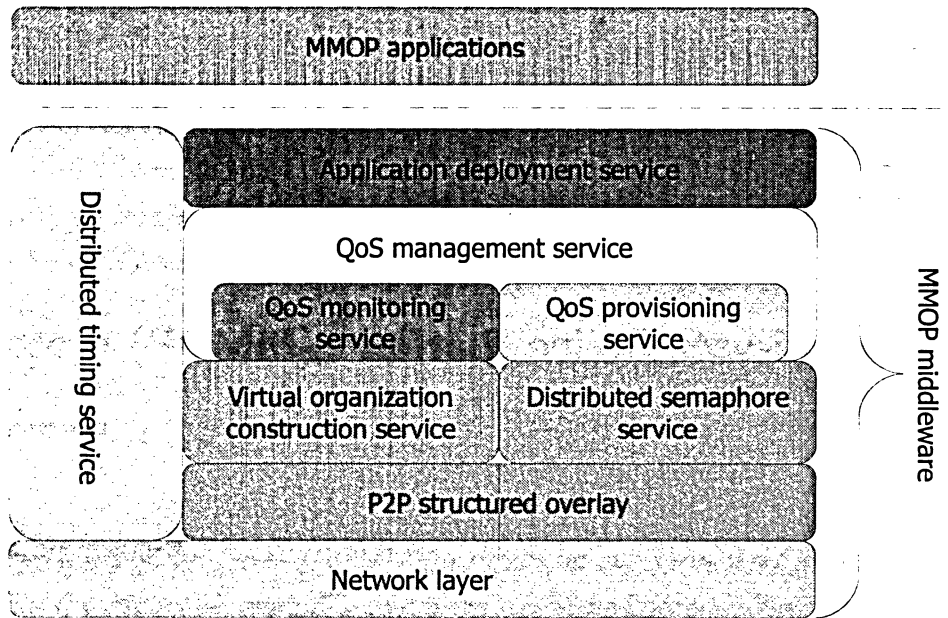 MMOP applications
Application deployment service
Distributed timing service
QoS management service
QoS monitoring
service
QoS provisioning
service
MMOP middleware
Virtual organization
construction service
Distributed semaphore
service
P2P structured overlay
Network layer